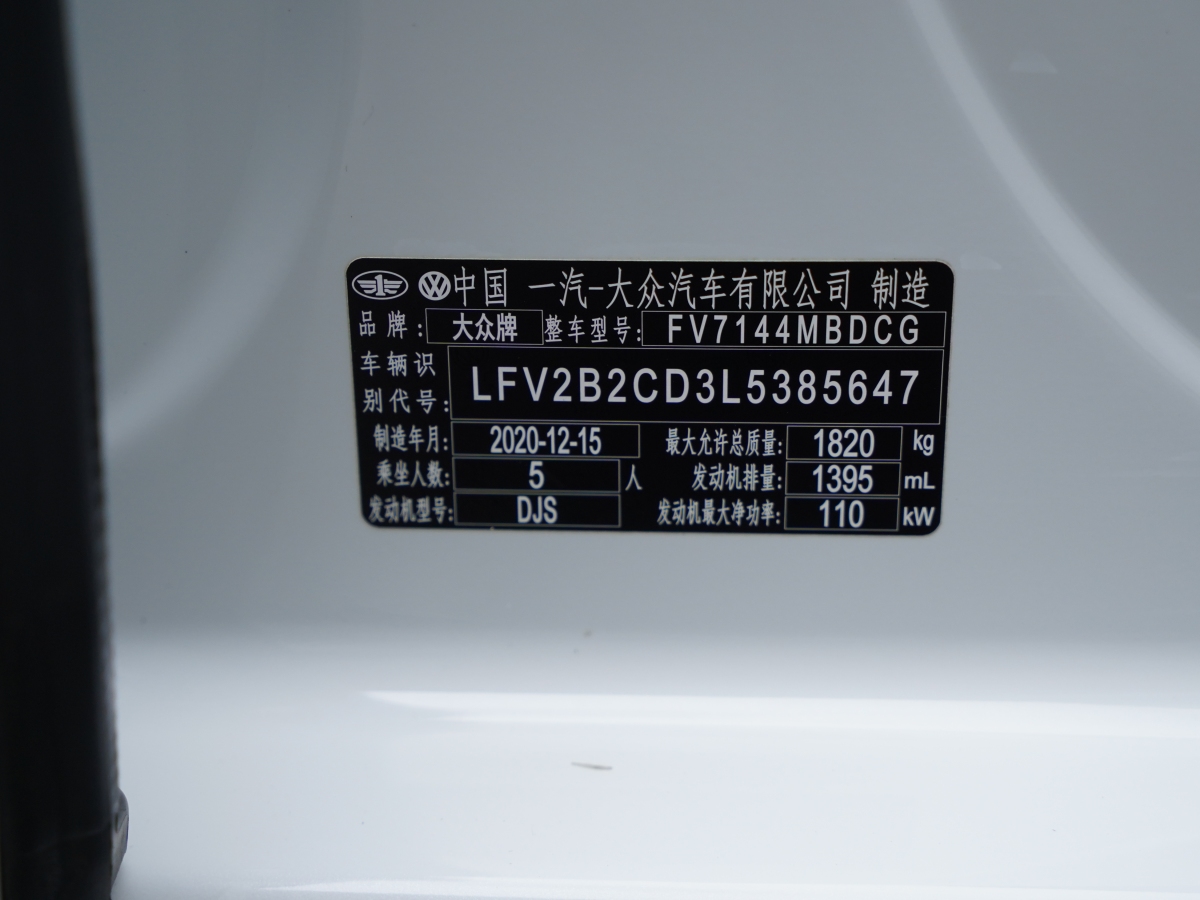 中国 一汽-大众汽车有限公司 制造
品牌: 大众牌 整车型号: FV7144MBDCG
车辆识
别代号: LFV2B2CD3L5385647
制造年月: 2020-12-15 最大允许总质量: 1820 kg
乘坐人数: 5 人 发动机排量: 1395 mL
发动机型号: DJS 发动机最大净功率: 110 kW